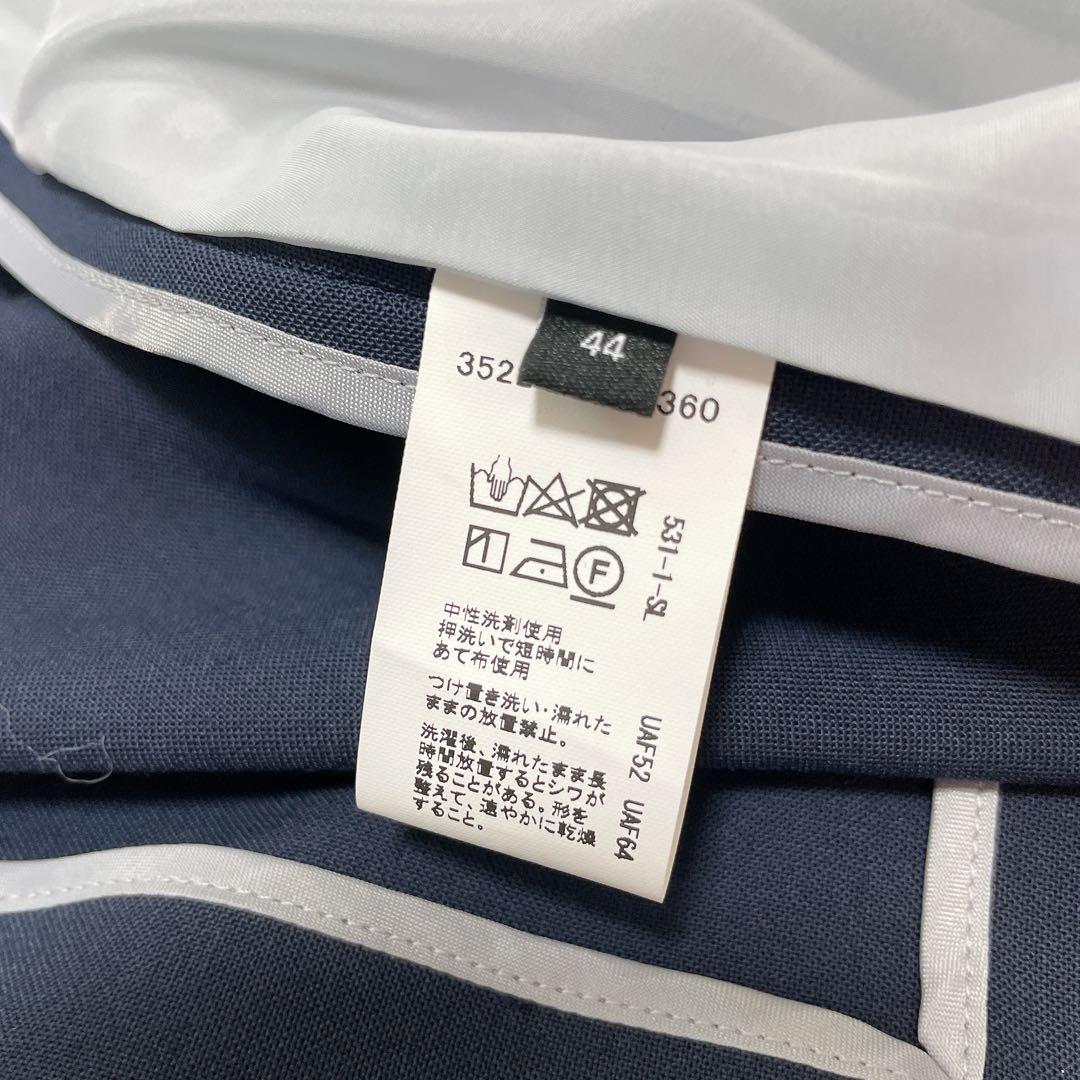 44
352
360
F
531-1-SL
中性洗剤使用
押洗いで短時間に
あて布使用
つけ置き洗い・濡れた
ままの放置禁止。
洗濯後、濡れたまま長
時間放置するとシワが
残ることがある。形を
整えて、速やかに乾燥
すること。
UAF52 UAF64